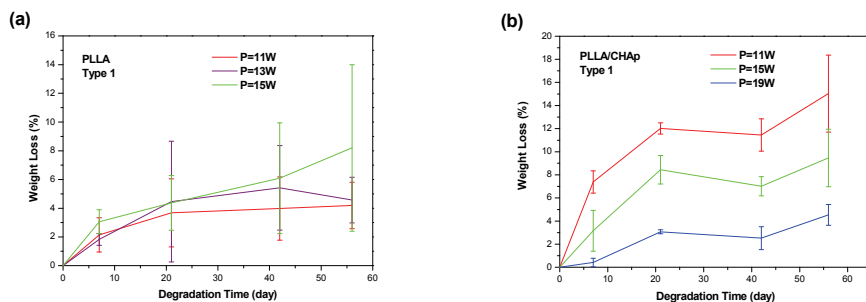 (a)
16
14
12
10
8
6
4
2
0
Weight Loss (%)
PLLA
Type 1
P=11W
P=13W
P=15W
0 10 20 30 40 50 60
Degradation Time (day)
(b)
20
18
16
14
12
10
8
6
4
2
0
Weight Loss (%)
PLLA/CHAp
Type 1
P=11W
P=15W
P=19W
0 10 20 30 40 50 60
Degradation Time (day)